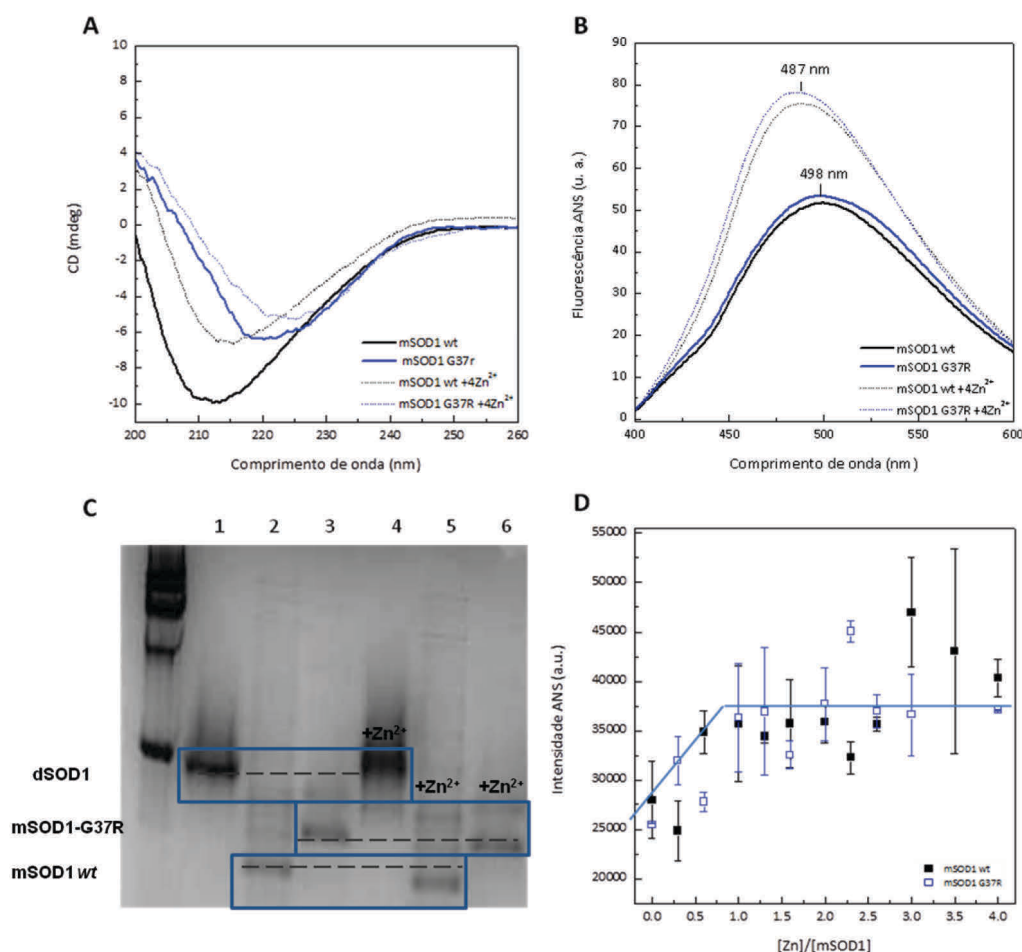 A
10
8
6
4
2
0
-2
-4
-6
-8
-10
CD (mdeg)
mSOD1 wt
mSOD1 G37r
mSOD1 wt +4Zn²⁺
mSOD1 G37R +4Zn²⁺
200 210 220 230 240 250 260
Comprimento de onda (nm)
B
90
80
70
60
50
40
30
20
10
0
Fluorescência ANS (u. a.)
487 nm
498 nm
mSOD1 wt
mSOD1 G37R
mSOD1 wt +4Zn²⁺
mSOD1 G37R +4Zn²⁺
400 450 500 550 600
Comprimento de onda (nm)
C
1 2 3 4 5 6
+Zn²⁺
dSOD1
+Zn²⁺ +Zn²⁺
mSOD1-G37R
mSOD1 wt
D
55000
50000
45000
40000
35000
30000
25000
20000
Intensidade ANS (a.u.)
mSOD1 wt
mSOD1 G37R
0.0 0.5 1.0 1.5 2.0 2.5 3.0 3.5 4.0
[Zn]/[mSOD1]